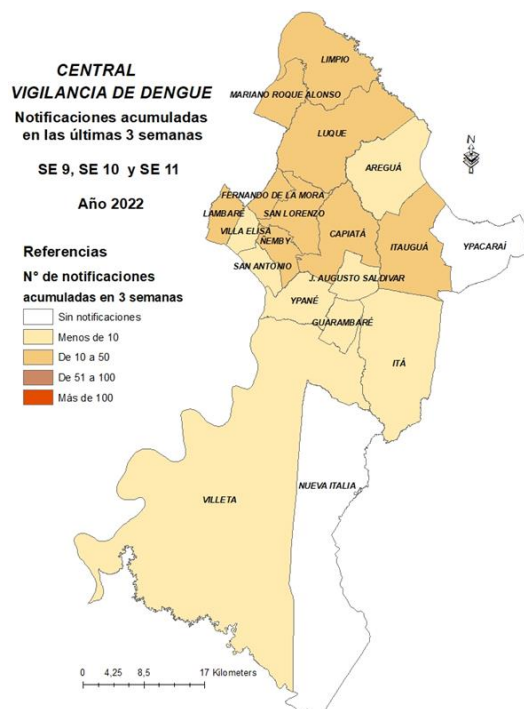 CENTRAL
VIGILANCIA DE DENGUE
Notificaciones acumuladas
en las últimas 3 semanas
SE 9, SE 10 y SE 11
Año 2022
Referencias
N° de notificaciones
acumuladas en 3 semanas
Sin notificaciones
Menos de 10
De 10 a 50
De 51 a 100
Más de 100
LIMPIO
MARIANO ROQUE ALONSO
LUQUE
N
AREGUÁ
FERNANDO DE LA MORA
LAMBARÉ
SAN LORENZO
VILLA ELISA
CAPIATÁ
ÑEMBY
ITAUGUÁ
YPACARAÍ
SAN ANTONIO
J. AUGUSTO SALDIVAR
YPANÉ
GUARAMBARÉ
ITÁ
VILLETA
NUEVA ITALIA
0 4,25 8,5 17 Kilometers